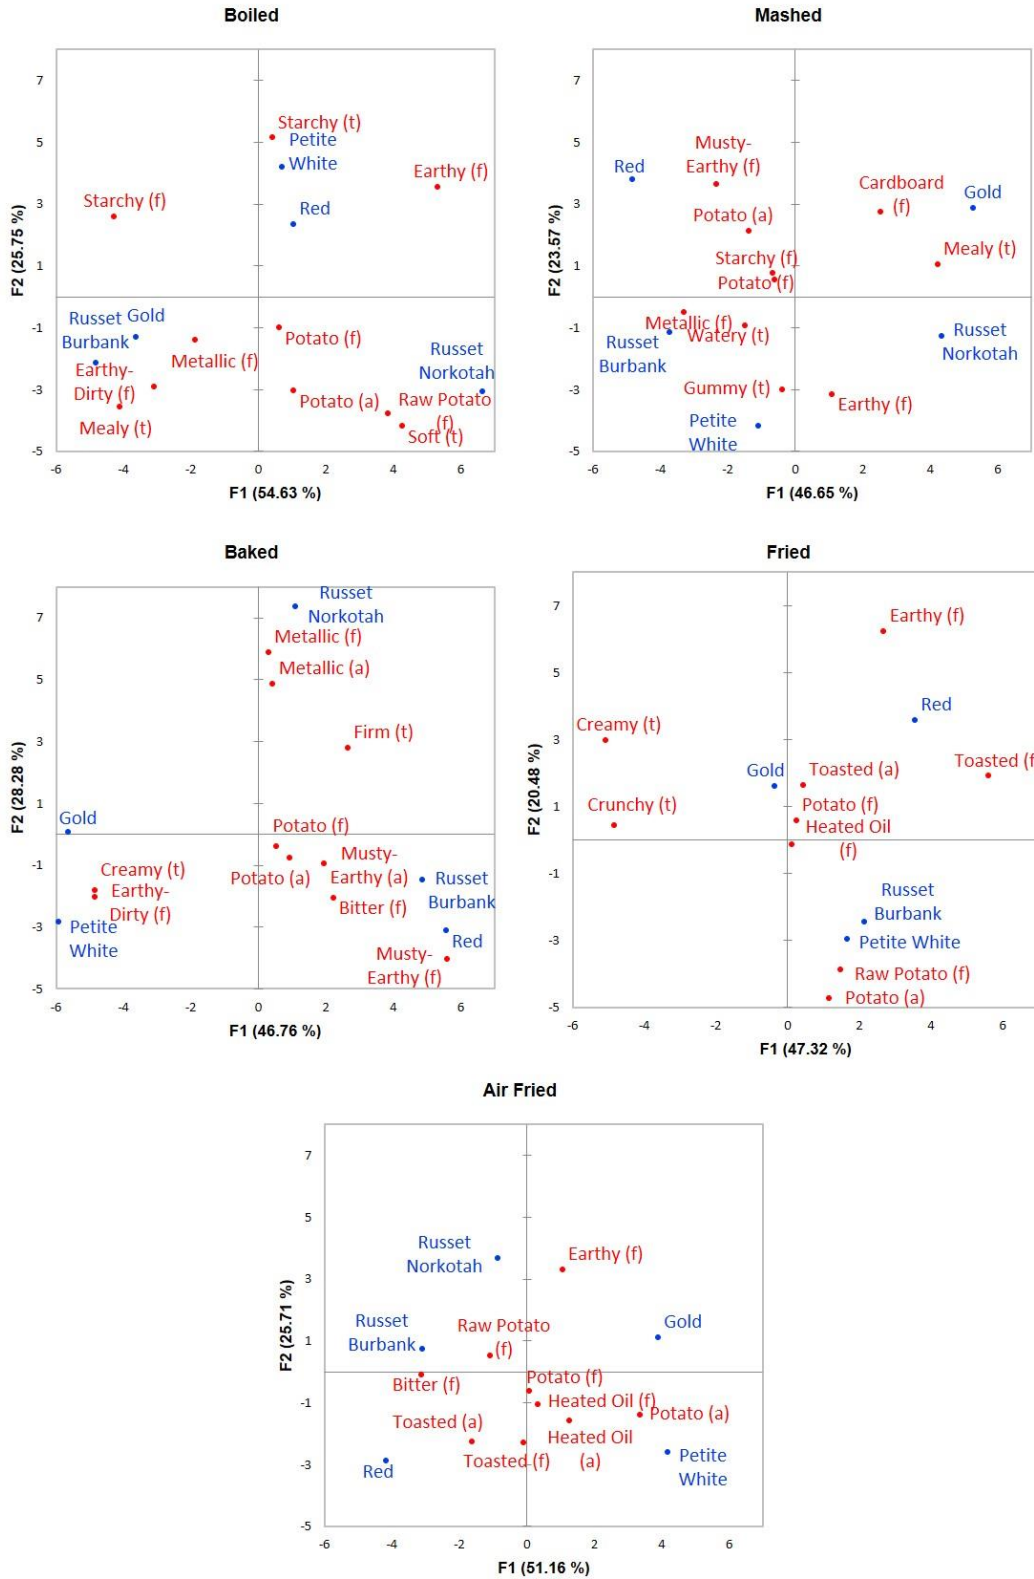 Boiled
7
5
3
1
-1
-3
-5
-6
-4
-2
0
2
4
6
F2 (25.75 %)
F1 (54.63 %)
Starchy (t)
Petite
White
Earthy (f)
Red
Starchy (f)
Russet
Burbank
Gold
Metallic (f)
Earthy-
Dirty (f)
Mealy (t)
Potato (f)
Potato (a)
Russet
Norkotah
Raw Potato
(f)
Soft (t)
Mashed
7
5
3
1
-1
-3
-5
-6
-4
-2
0
2
4
6
F2 (23.57 %)
F1 (46.65 %)
Red
Musty-
Earthy (f)
Potato (a)
Starchy (f)
Potato (f)
Cardboard
(f)
Gold
Mealy (t)
Metallic (f)
Watery (t)
Russet
Burbank
Gummy (t)
Petite
White
Earthy (f)
Russet
Norkotah
Baked
7
5
3
1
-1
-3
-5
-6
-4
-2
0
2
4
6
F2 (28.28 %)
F1 (46.76 %)
Russet
Norkotah
Metallic (f)
Metallic (a)
Firm (t)
Gold
Potato (f)
Potato (a)
Musty-
Earthy (a)
Bitter (f)
Creamy (t)
Earthy-
Dirty (f)
Petite
White
Russet
Burbank
Red
Musty-
Earthy (f)
Fried
7
5
3
1
-1
-3
-5
-6
-4
-2
0
2
4
6
F2 (20.48 %)
F1 (47.32 %)
Earthy (f)
Red
Creamy (t)
Gold
Toasted (a)
Toasted (f
Crunchy (t)
Potato (f)
Heated Oil
(f)
Russet
Burbank
Petite White
Raw Potato (f)
Potato (a)
Air Fried
7
5
3
1
-1
-3
-5
-6
-4
-2
0
2
4
6
F2 (25.71 %)
F1 (51.16 %)
Russet
Norkotah
Earthy (f)
Russet
Burbank
Raw Potato
(f)
Gold
Bitter (f)
Potato (f)
Heated Oil (f)
Potato (a)
Toasted (a)
Heated Oil
(a)
Toasted (f)
Red
Petite
White